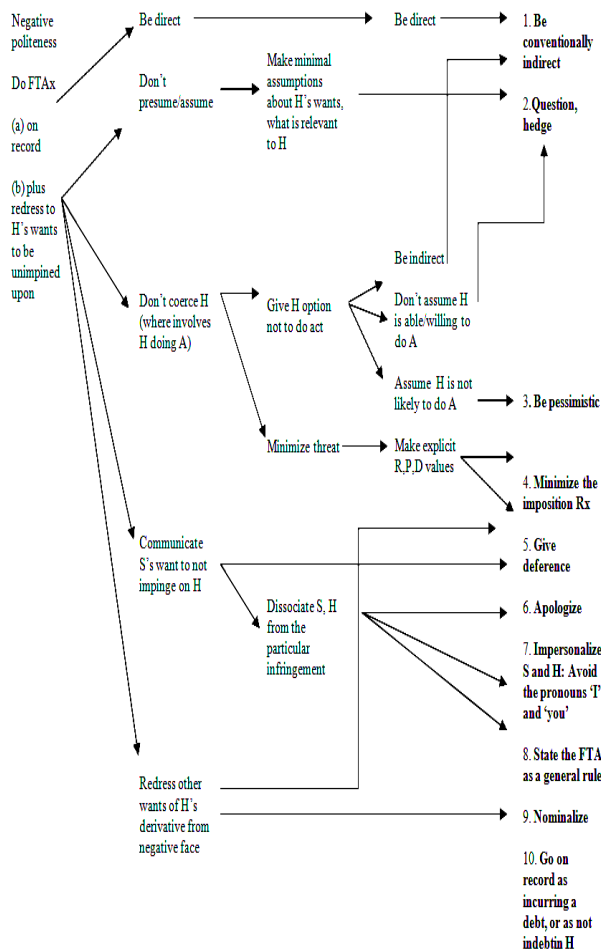 Negative
politeness
Do FTAx
(a) on
record
(b) plus
redress to
H's wants
to be
unimpined
upon
Be direct
Don't
presume/assume
Don't coerce H
(where involves
H doing A)
Communicate
S's want to not
impinge on H
Redress other
wants of H's
derivative from
negative face
Make minimal
assumptions
about H's wants,
what is relevant
to H
Give H option
not to do act
Minimize threat
Dissociate S, H
from the
particular
infringement
Be direct
Be indirect
Don't assume H
is able/willing to
do A
Assume H is not
likely to do A
Make explicit
R,P,D values
1. Be
conventionally
indirect
2.Question,
hedge
3. Be pessimistic
4. Minimize the
imposition Rx
5. Give
deference
6. Apologize
7. Impersonalize
S and H: Avoid
the pronouns 'I'
and 'you'
8. State the FTA
as a general rule
9. Nominalize
10. Go on
record as
incurring a
debt, or as not
indebtin H